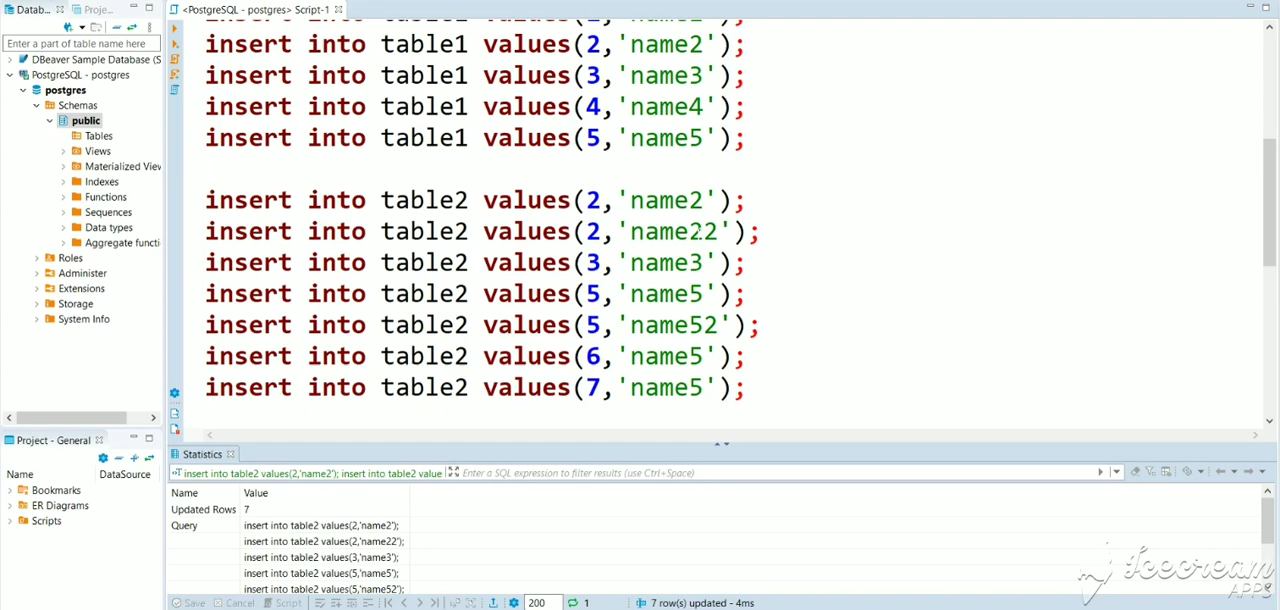 Datab...
Proje...
<PostgreSQL - postgres> Script-1
Enter a part of table name here
DBeaver Sample Database (S
PostgreSQL - postgres
postgres
Schemas
public
Tables
Views
Materialized View
Indexes
Functions
Sequences
Data types
Aggregate functi
Roles
Administer
Extensions
Storage
System Info
insert into table1 values(2,'name2');
insert into table1 values(3,'name3');
insert into table1 values(4,'name4');
insert into table1 values(5,'name5');
insert into table2 values(2,'name2');
insert into table2 values(2,'name22');
insert into table2 values(3,'name3');
insert into table2 values(5,'name5');
insert into table2 values(5,'name52');
insert into table2 values(6,'name5');
insert into table2 values(7,'name5');
Project - General
Name DataSource
Bookmarks
ER Diagrams
Scripts
Statistics
insert into table2 values(2,'name2'); insert into table2 value
Enter a SQL expression to filter results (use Ctrl+Space)
Name Value
Updated Rows 7
Query insert into table2 values(2,'name2');
insert into table2 values(2,'name22');
insert into table2 values(3,'name3');
insert into table2 values(5,'name5');
insert into table2 values(5,'name52');
Save Cancel Script 200 1 7 row(s) updated - 4ms
Icecream
APPS